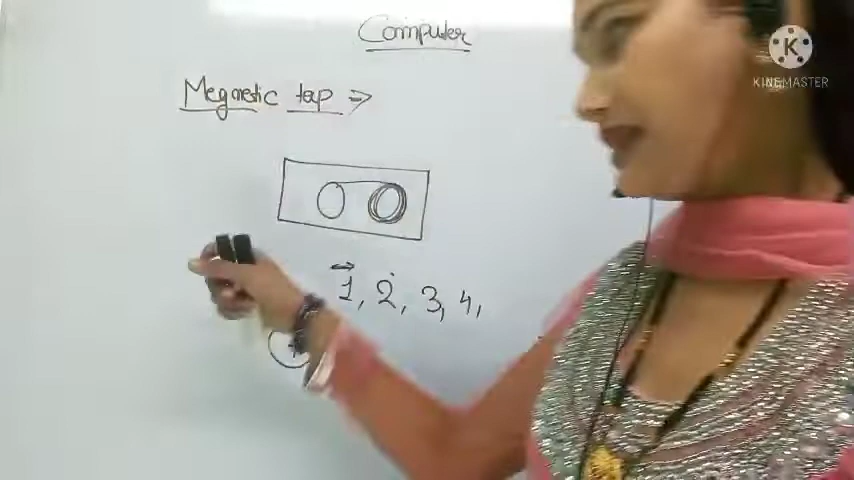 Computer
Megnetic tap ⇒
1, 2, 3, 4,
K
KINEMASTER